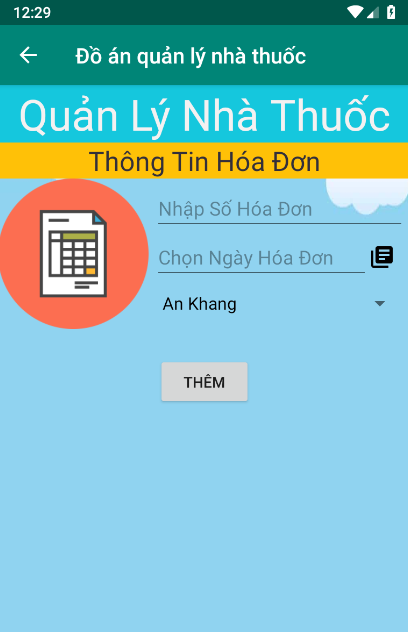 12:29
Đồ án quản lý nhà thuốc
Quản Lý Nhà Thuốc
Thông Tin Hóa Đơn
Nhập Số Hóa Đơn
Chọn Ngày Hóa Đơn
An Khang
THÊM